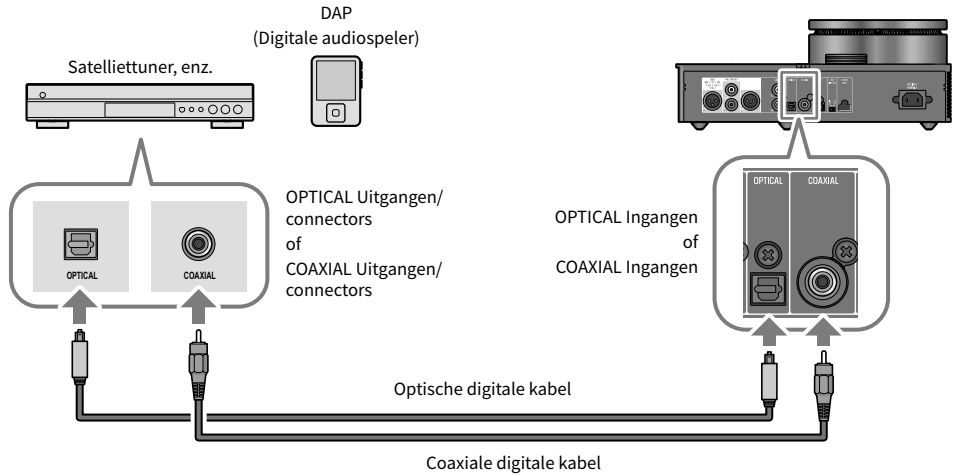 DAP
(Digitale audiospeler)
Satelliettuner, enz.
OPTICAL Uitgangen/
connectors
of
COAXIAL Uitgangen/
connectors
OPTICAL
COAXIAL
OPTICAL Ingangen
of
COAXIAL Ingangen
OPTICAL
COAXIAL
Optische digitale kabel
Coaxiale digitale kabel